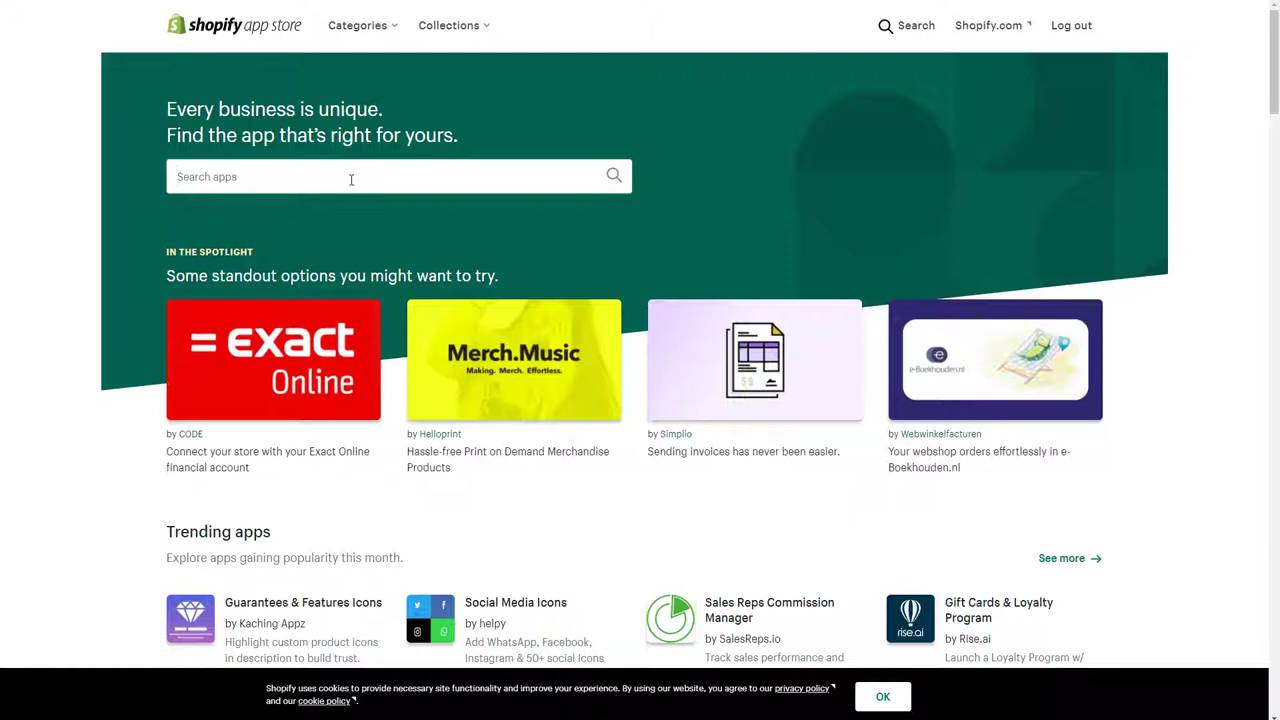 shopify app store
Categories
Collections
Search
Shopify.com
Log out
Every business is unique.
Find the app that's right for yours.
Search apps
IN THE SPOTLIGHT
Some standout options you might want to try.
= exact
Online
Merch.Music
Making. Merch. Effortless.
$ $
e
e-Boekhouden.nl
by CODE
by Helloprint
by Simplio
by Webwinkelfacturen
Connect your store with your Exact Online
financial account
Hassle-free Print on Demand Merchandise
Products
Sending invoices has never been easier.
Your webshop orders effortlessly in e-
Boekhouden.nl
Trending apps
Explore apps gaining popularity this month.
See more →
Guarantees & Features Icons
by Kaching Appz
Highlight custom product icons
in description to build trust.
Social Media Icons
by helpy
Add WhatsApp, Facebook,
Instagram & 50+ social Icons
Sales Reps Commission
Manager
by SalesReps.io
Track sales performance and
rise.ai
Gift Cards & Loyalty
Program
by Rise.ai
Launch a Loyalty Program w/
Shopify uses cookies to provide necessary site functionality and improve your experience. By using our website, you agree to our privacy policy
and our cookie policy.
OK